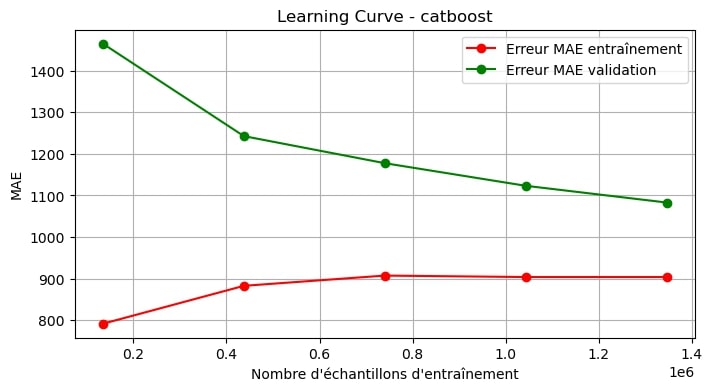 Learning Curve - catboost
Erreur MAE entraînement
Erreur MAE validation
1400
1300
1200
1100
1000
900
800
MAE
0.2
0.4
0.6
0.8
1.0
1.2
1.4
1e6
Nombre d'échantillons d'entraînement